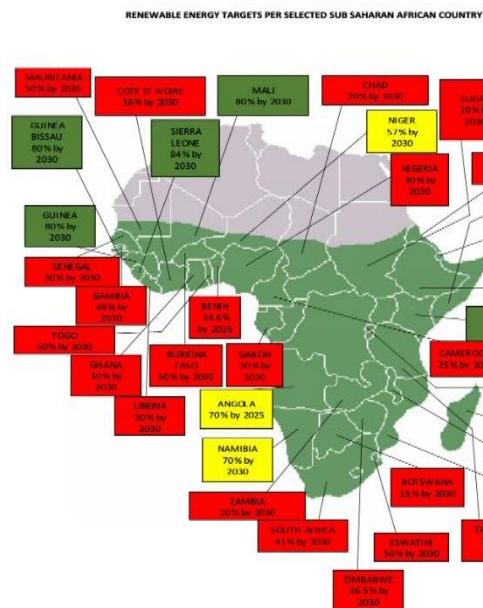 RENEWABLE ENERGY TARGETS PER SELECTED SUB SAHARAN AFRICAN COUNTRY
MAURITANIA
50% by 2030
COTE D' IVOIRE
16% by 2030
MALI
80% by 2030
CHAD
20% by 2030
GUINEA
BISSAU
80% by
2030
SIERRA
LEONE
84% by
2030
NIGER
57% by
2030
NIGERIA
30% by
2030
GUINEA
80% by
2030
SENEGAL
30% by 2030
GAMBIA
48% by
2030
TOGO
50% by 2030
GHANA
10% by
2030
LIBERIA
30% by
2030
BENIN
24.6%
by 2025
BURKINA
FASO
50% by 2030
GABON
by
2030
ANGOLA
70% by 2025
NAMIBIA
70% by
2030
CAMEROO
25% by
ZAMBIA
by 2030
SOUTH AFRICA
41% by 2030
BOTSWANA
15% by 2030
ESWATINI
50% by 2030
ZIMBABWE
26.5% by
2030